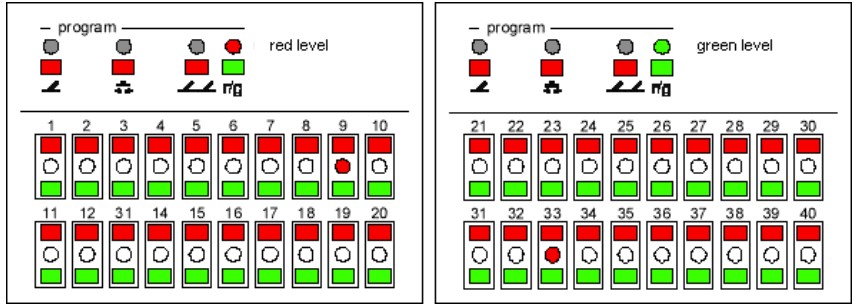 program
red level
r/g
1 2 3 4 5 6 7 8 9 10
11 12 31 14 15 16 17 18 19 20
program
green level
r/g
21 22 23 24 25 26 27 28 29 30
31 32 33 34 35 36 37 38 39 40